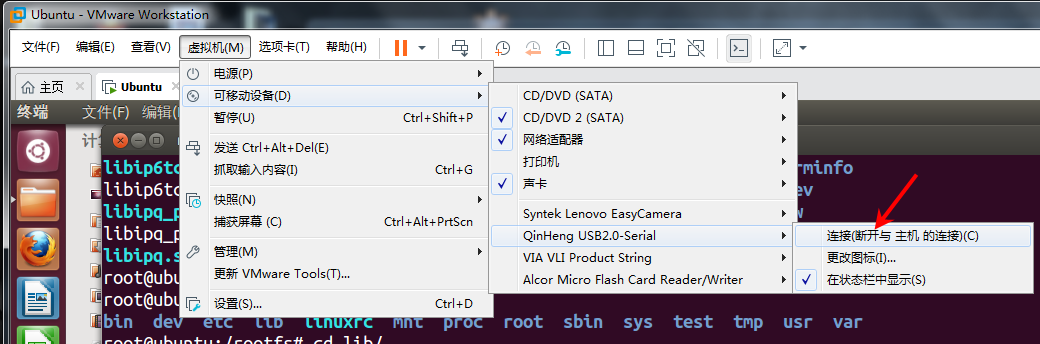 Ubuntu - VMware Workstation
文件(F) 编辑(E) 查看(V) 虚拟机(M) 选项卡(T) 帮助(H)
主页 Ubuntu
终端 文件(F) 编辑
电源(P)
可移动设备(D)
暂停(U) Ctrl+Shift+P
发送 Ctrl+Alt+Del(E)
抓取输入内容(I) Ctrl+G
快照(N)
捕获屏幕 (C) Ctrl+Alt+PrtScn
管理(M)
更新 VMware Tools(T)...
设置(S)... Ctrl+D
CD/DVD (SATA)
CD/DVD 2 (SATA)
网络适配器
打印机
声卡
Syntek Lenovo EasyCamera
QinHeng USB2.0-Serial
VIA VLI Product String
Alcor Micro Flash Card Reader/Writer
连接(断开与 主机 的连接)(C)
更改图标(I)...
在状态栏中显示(S)
libip6tc
libip6tc
libipq_p
libipq_p
libipq.s
root@ubu
root@ubu
bin dev etc lib linuxrc mnt proc root sbin sys test tmp usr var
root@ubuntu:/rootfs# cd lib/